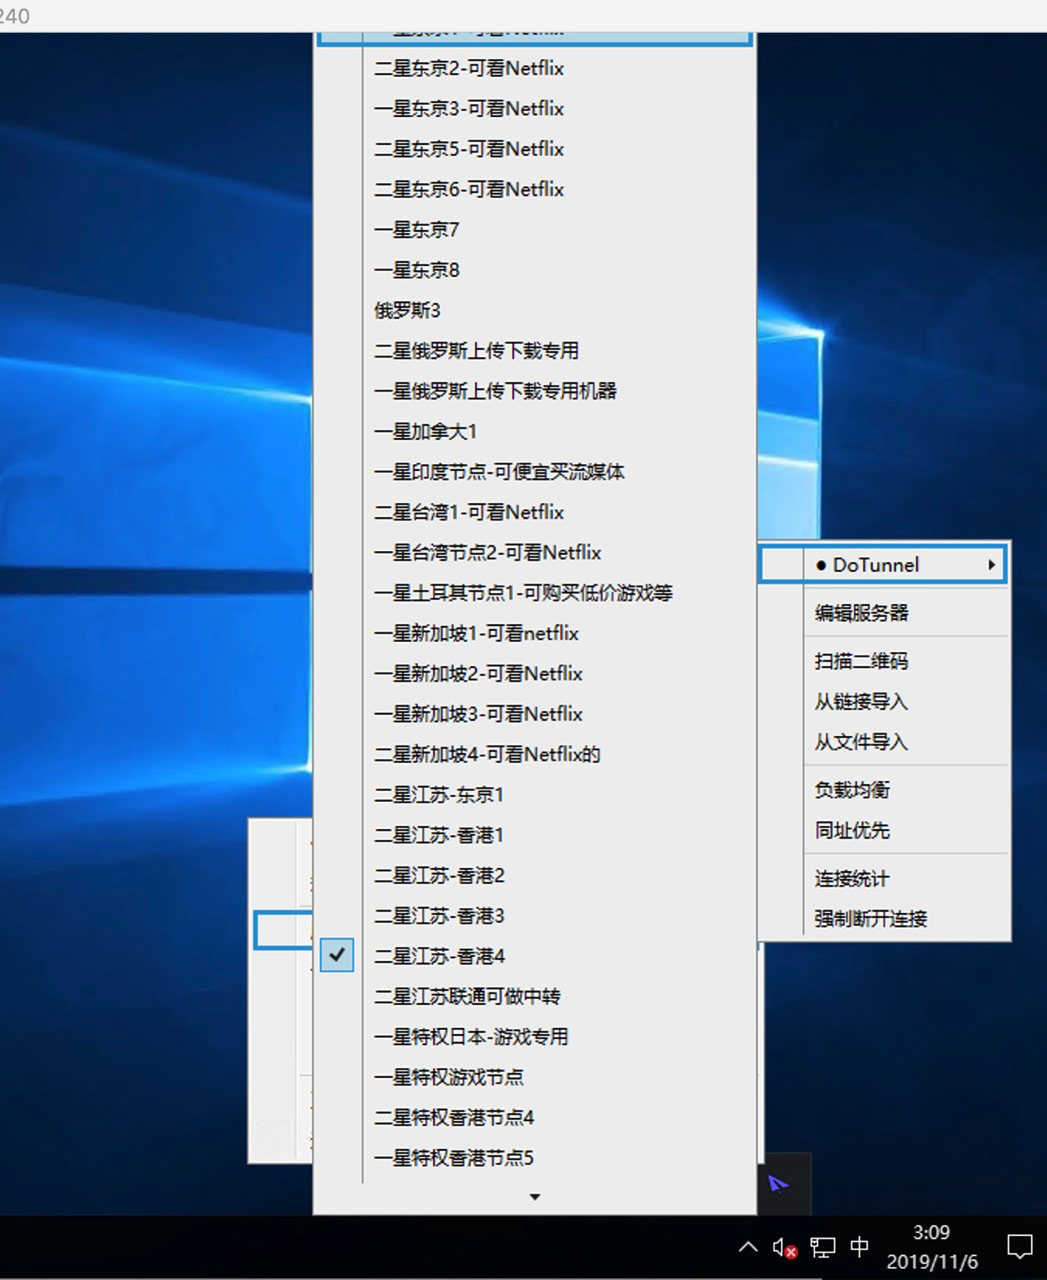 240
二星东京2-可看Netflix
一星东京3-可看Netflix
二星东京5-可看Netflix
二星东京6-可看Netflix
一星东京7
一星东京8
俄罗斯3
二星俄罗斯上传下载专用
一星俄罗斯上传下载专用机器
一星加拿大1
一星印度节点-可便宜买流媒体
二星台湾1-可看Netflix
一星台湾节点2-可看Netflix
一星土耳其节点1-可购买低价游戏等
一星新加坡1-可看netflix
一星新加坡2-可看Netflix
一星新加坡3-可看Netflix
二星新加坡4-可看Netflix的
二星江苏-东京1
二星江苏-香港1
二星江苏-香港2
二星江苏-香港3
二星江苏-香港4
二星江苏联通可做中转
一星特权日本-游戏专用
一星特权游戏节点
二星特权香港节点4
一星特权香港节点5
DoTunnel
编辑服务器
扫描二维码
从链接导入
从文件导入
负载均衡
同址优先
连接统计
强制断开连接
中
3:09
2019/11/6